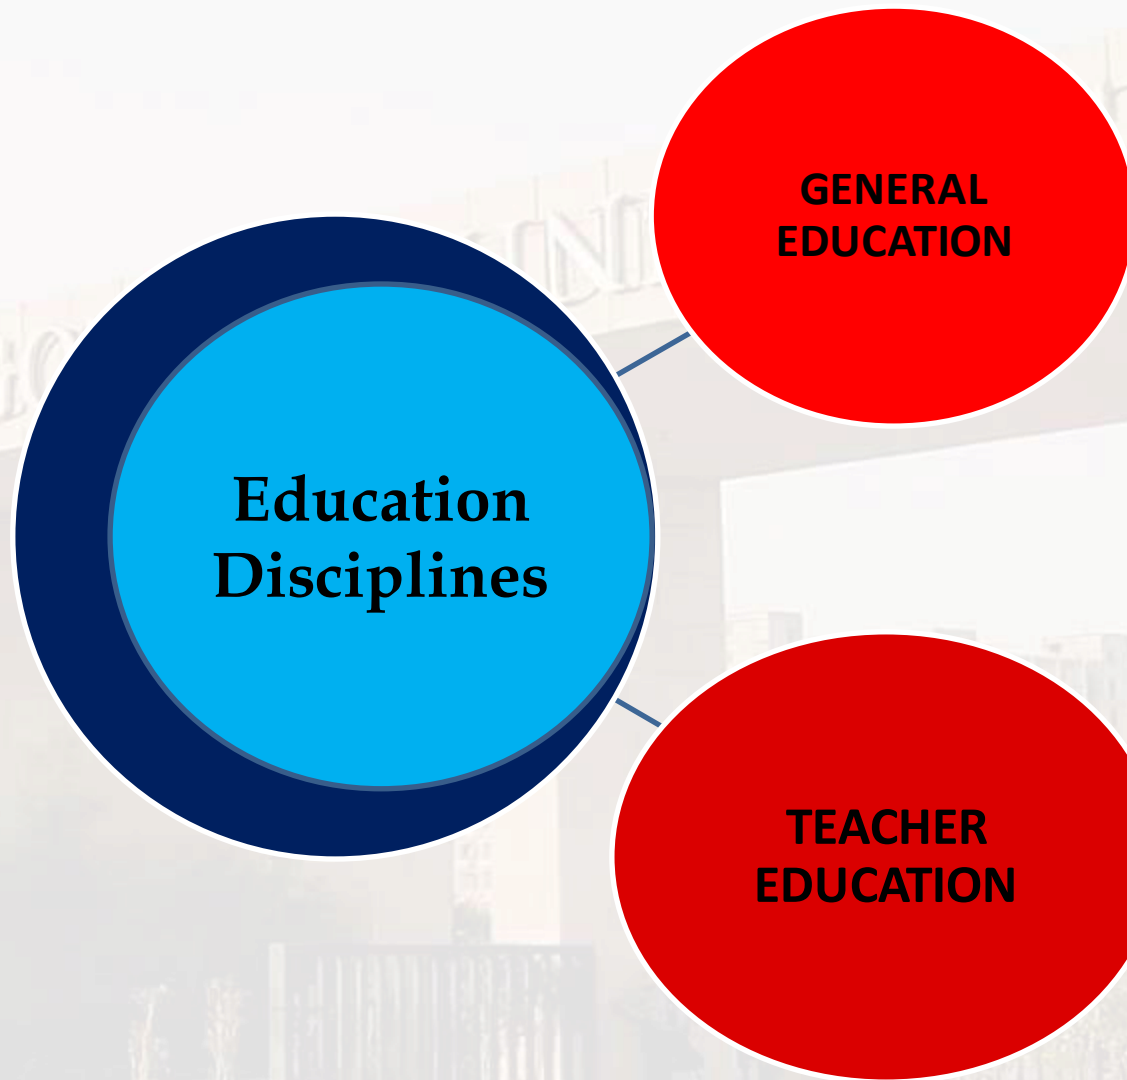 Education
Disciplines
GENERAL
EDUCATION
TEACHER
EDUCATION